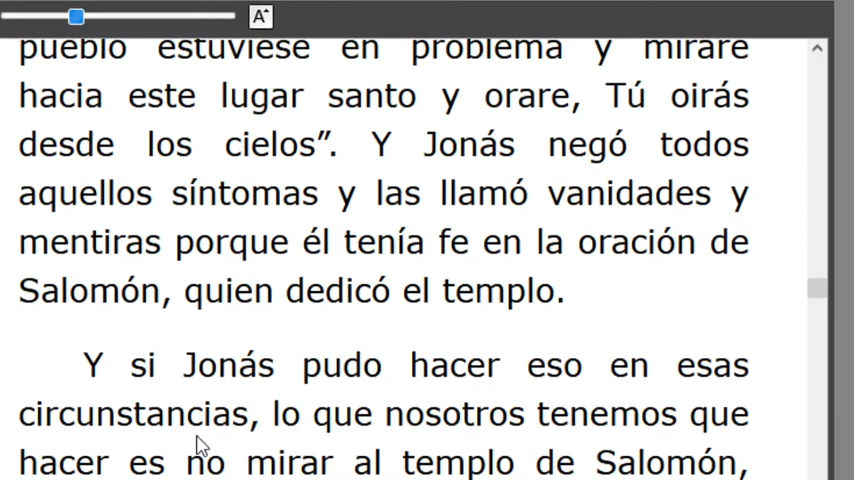 A
pueblo estuviese en problema y mirare
hacia este lugar santo y orare, Tú oirás
desde los cielos”. Y Jonás negó todos
aquellos síntomas y las llamó vanidades y
mentiras porque él tenía fe en la oración de
Salomón, quien dedicó el templo.
Y si Jonás pudo hacer eso en esas
circunstancias, lo que nosotros tenemos que
hacer es no mirar al templo de Salomón,